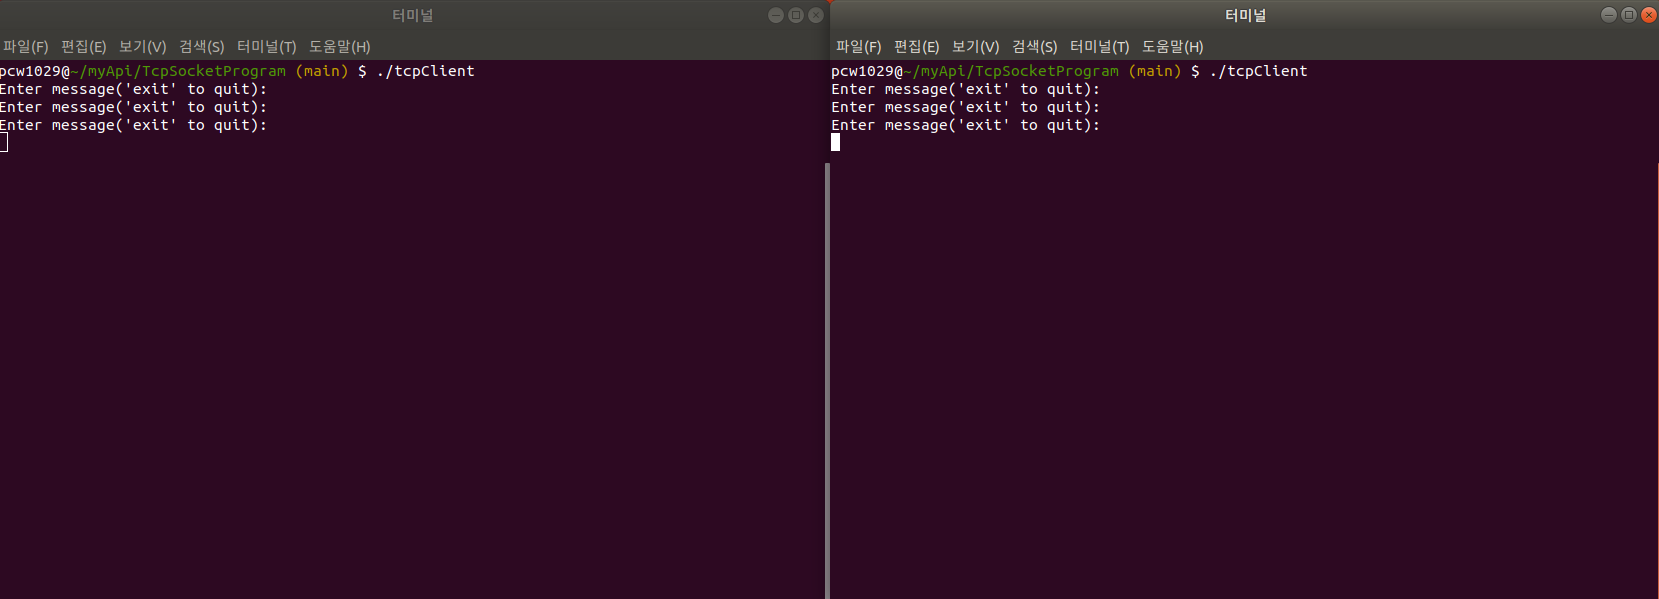 터미널
파일(F) 편집(E) 보기(V) 검색(S) 터미널(T) 도움말(H)
pcw1029@~/myApi/TcpSocketProgram (main) $ ./tcpClient
Enter message('exit' to quit):
Enter message('exit' to quit):
Enter message('exit' to quit):
터미널
파일(F) 편집(E) 보기(V) 검색(S) 터미널(T) 도움말(H)
pcw1029@~/myApi/TcpSocketProgram (main) $ ./tcpClient
Enter message('exit' to quit):
Enter message('exit' to quit):
Enter message('exit' to quit):